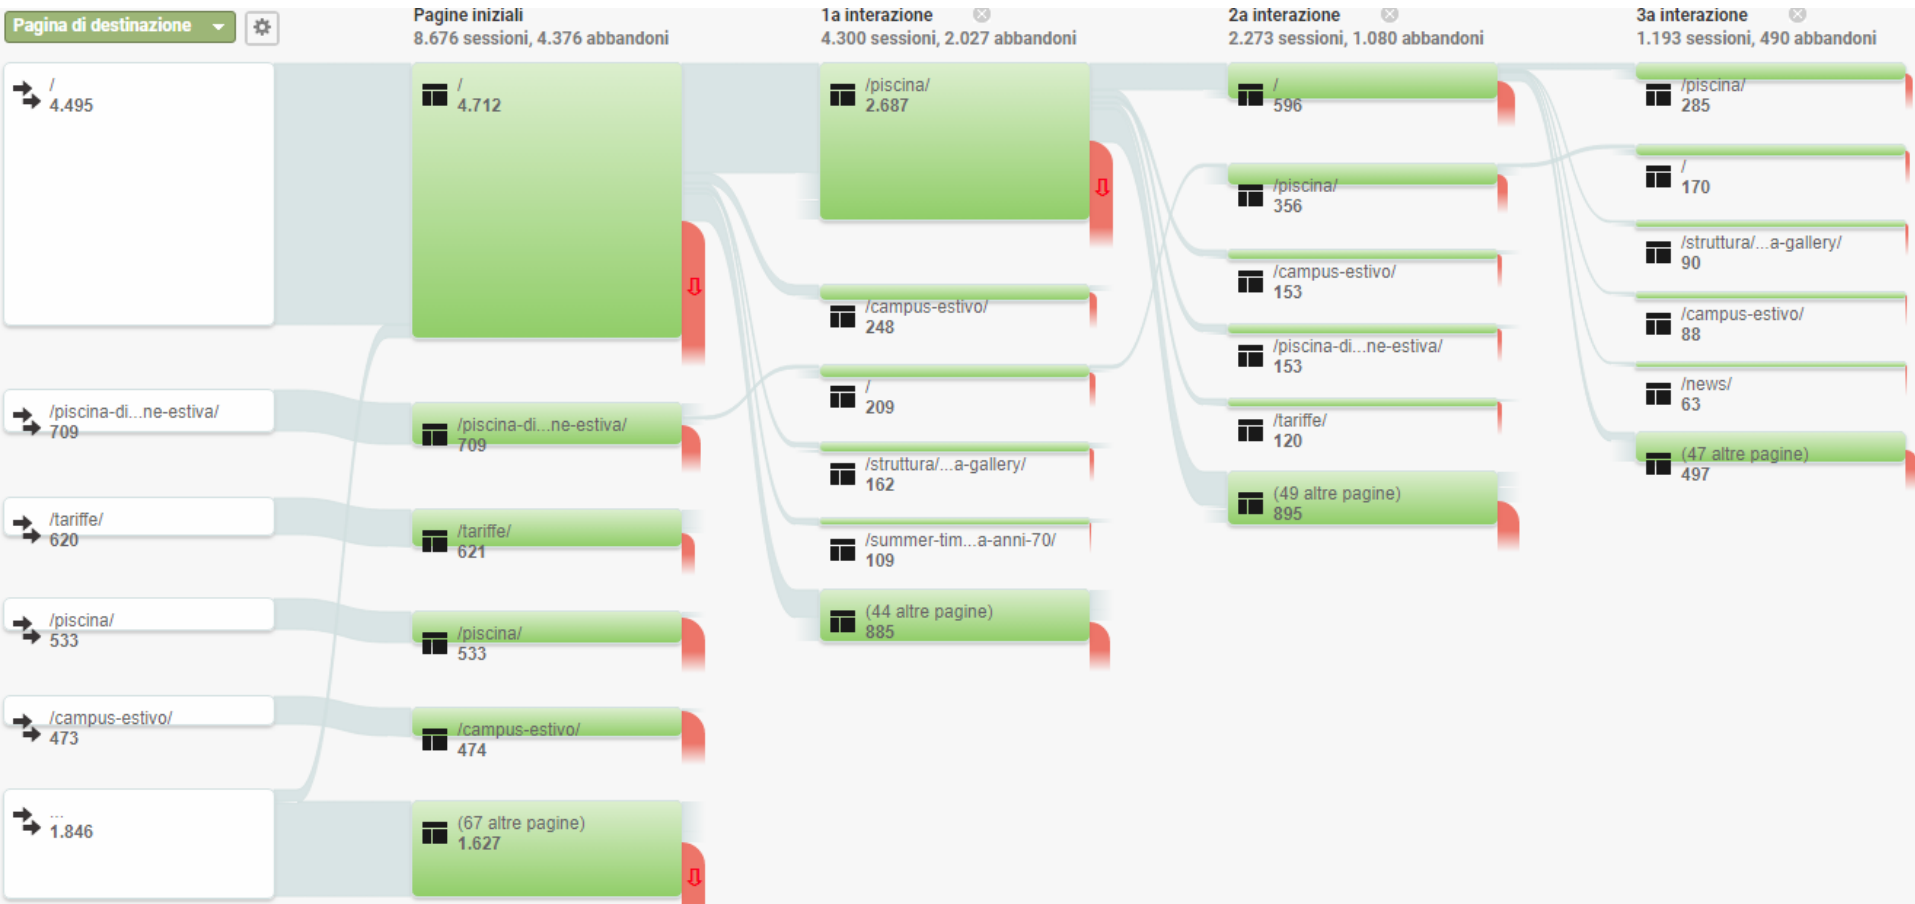 Pagina di destinazione
/
4.495
/piscina-di...ne-estiva/
709
/tariffe/
620
/piscina/
533
/campus-estivo/
473
...
1.846
Pagine iniziali
8.676 sessioni, 4.376 abbandoni
/
4.712
/piscina-di...ne-estiva/
709
/tariffe/
621
/piscina/
533
/campus-estivo/
474
(67 altre pagine)
1.627
1a interazione
4.300 sessioni, 2.027 abbandoni
/piscina/
2.687
/campus-estivo/
248
/
209
/struttura/...a-gallery/
162
/summer-tim...a-anni-70/
109
(44 altre pagine)
885
2a interazione
2.273 sessioni, 1.080 abbandoni
/
596
/piscina/
356
/campus-estivo/
153
/piscina-di...ne-estiva/
153
/tariffe/
120
(49 altre pagine)
895
3a interazione
1.193 sessioni, 490 abbandoni
/piscina/
285
/
170
/struttura/...a-gallery/
90
/campus-estivo/
88
/news/
63
(47 altre pagine)
497